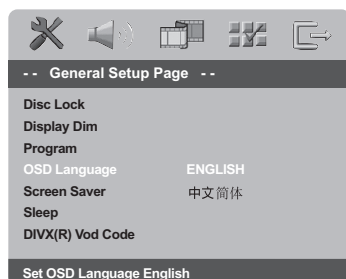 -- General Setup Page --
Disc Lock
Display Dim
Program
OSD Language ENGLISH
Screen Saver 中文简体
Sleep
DIVX(R) Vod Code
Set OSD Language English